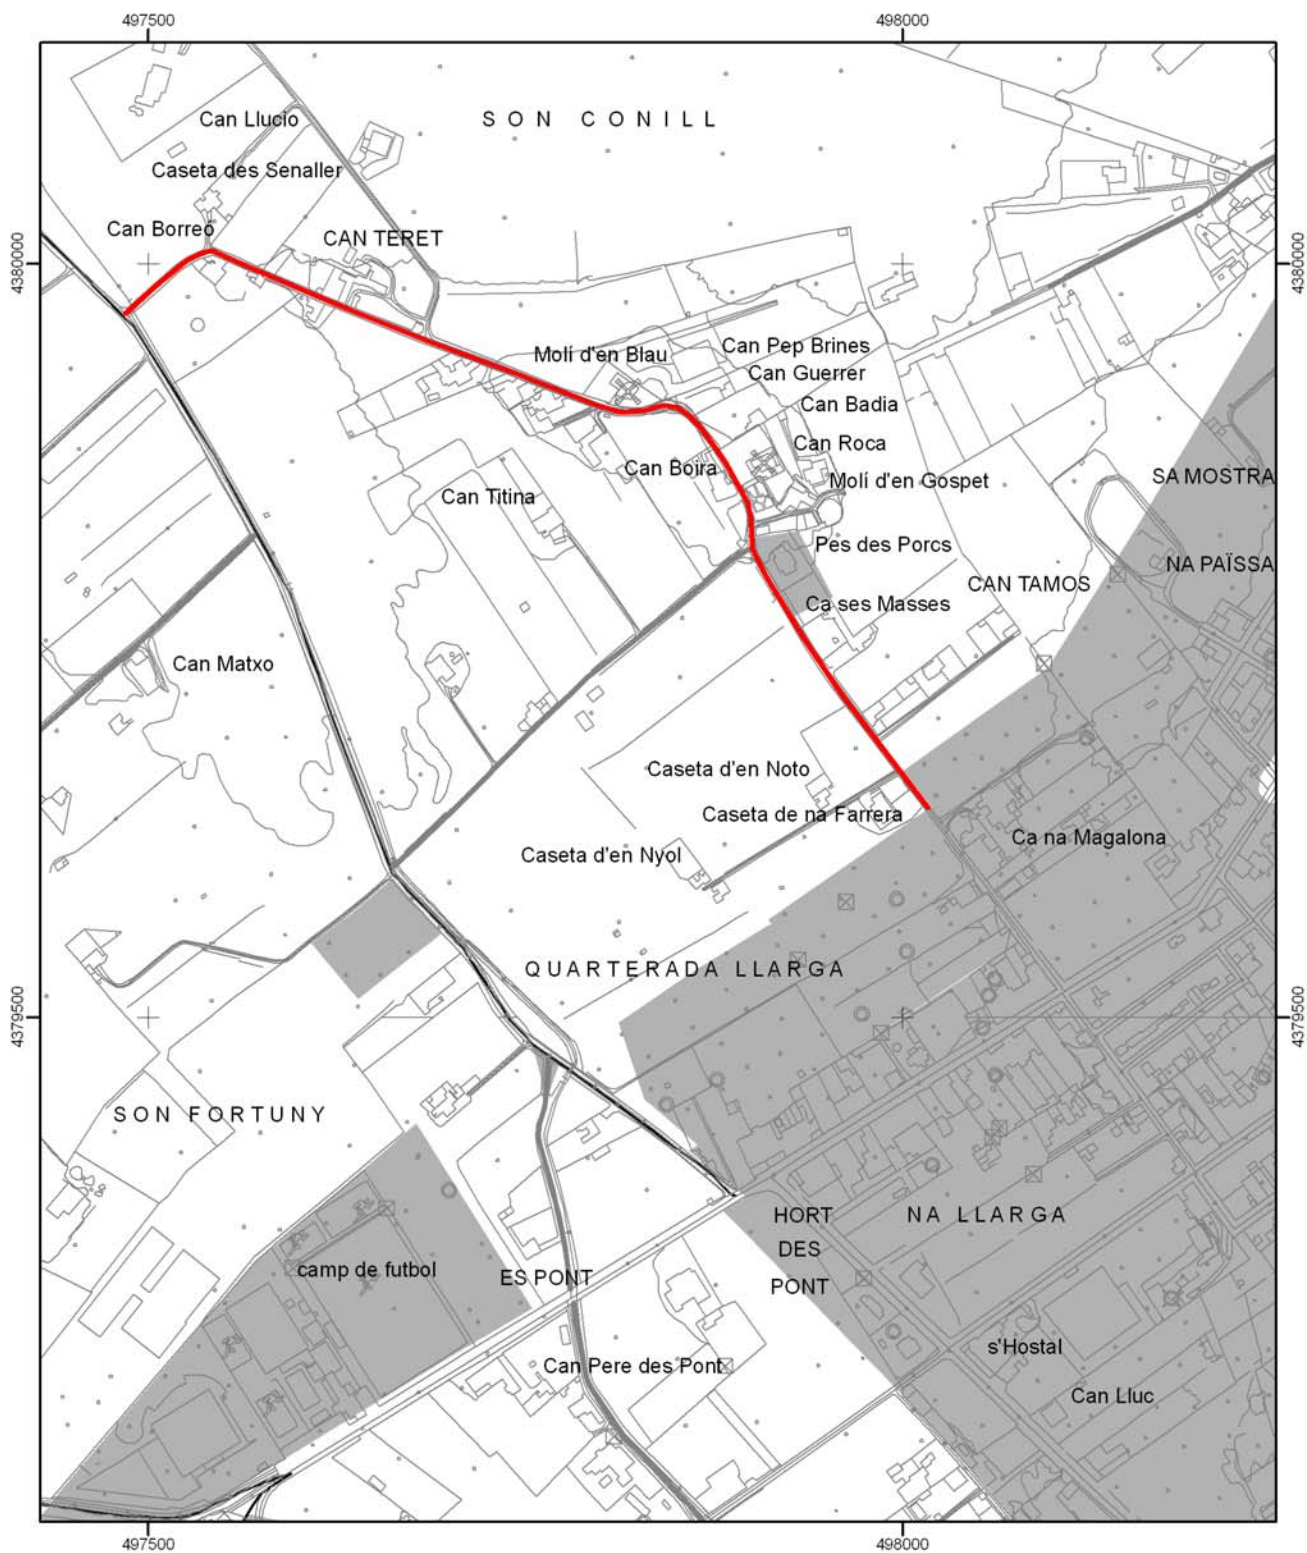 497500
498000
Can Llucio
SON CONILL
Caseta des Senaller
Can Borreó
CAN TERET
4380000
4380000
Molí d'en Blau
Can Pep Brines
Can Guerrer
Can Badia
Can Roca
Can Boira
Molí d'en Gospet
SA MOSTRA
Can Titina
Pes des Porcs
NA PAÏSSA
CAN TAMOS
Ca ses Masses
Can Matxo
Caseta d'en Noto
Caseta de na Farrera
Ca na Magalona
Caseta d'en Nyol
QUARTERADA LLARGA
4379500
4379500
SON FORTUNY
HORT
DES
PONT
NA LLARGA
camp de futbol
ES PONT
s'Hostal
Can Pere des Pont
Can Lluc
497500
498000